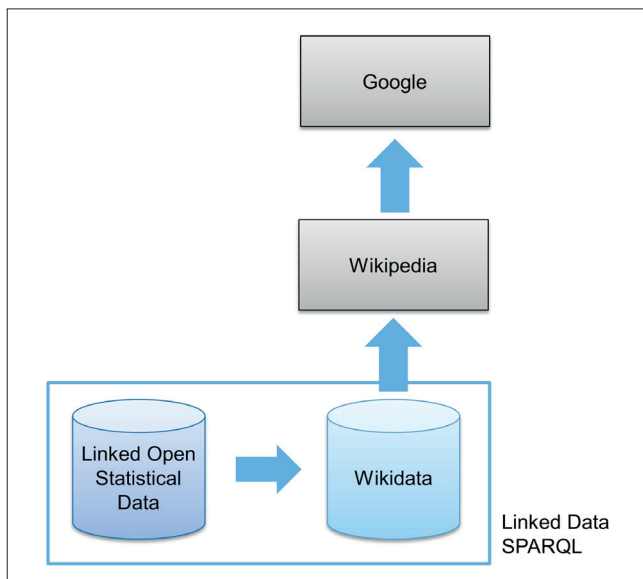 Google
Wikipedia
Linked Open
Statistical
Data
Wikidata
Linked Data
SPARQL